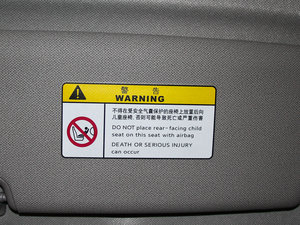 警 告
WARNING
不得在受安全气囊保护的座椅上放置后向
儿童座椅, 否则可能导致死亡或严重伤害
DO NOT place rear-facing child
seat on this seat with airbag
DEATH OR SERIOUS INJURY
can occur